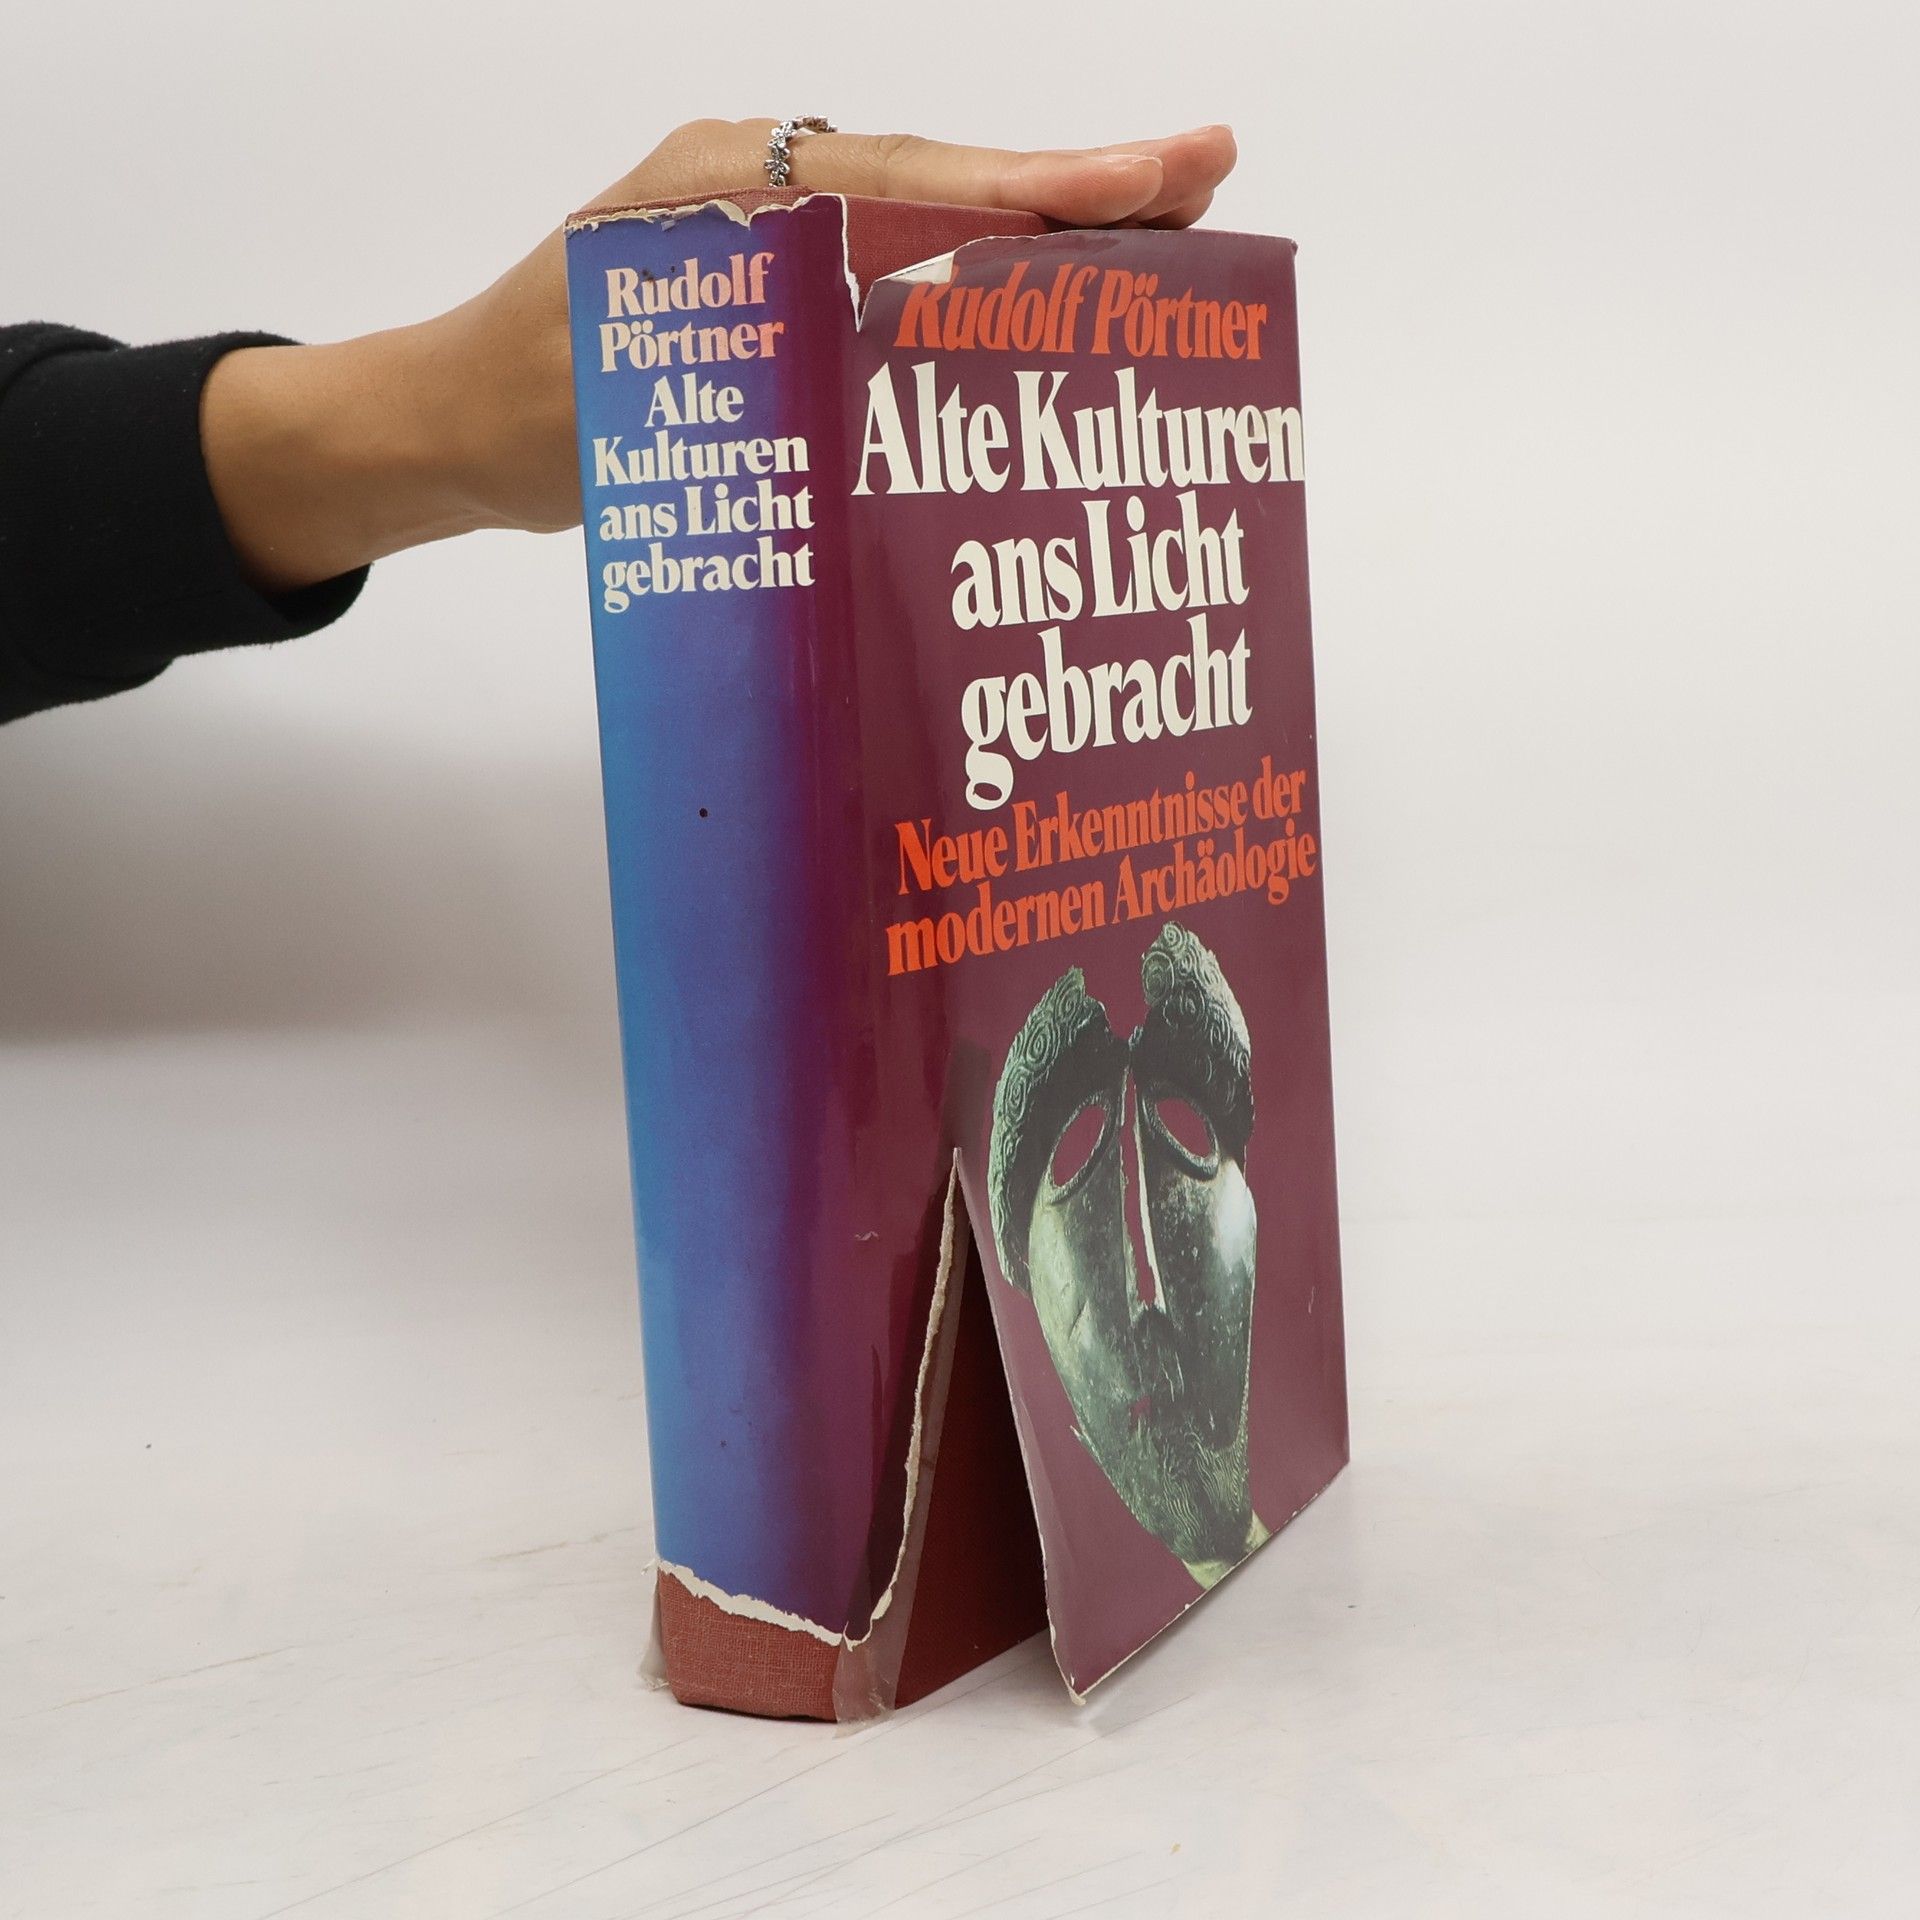 Rudolf
Pörtner
Alte
Kulturen
ans Licht
gebracht
Rudolf Pörtner
Alte Kulturen
ans Licht
gebracht
Neue Erkenntnisse der
modernen Archäologie